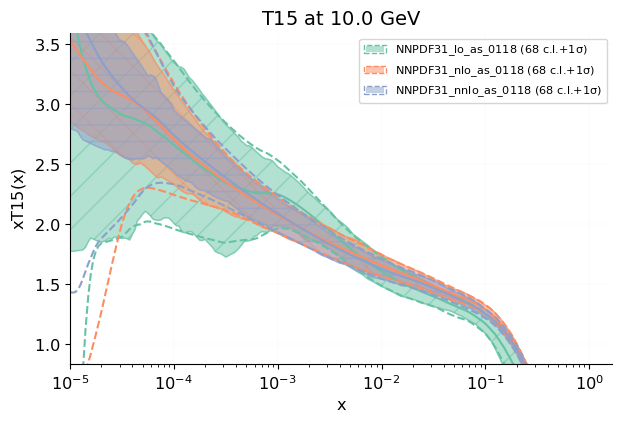 T15 at 10.0 GeV
NNPDF31_lo_as_0118 (68 c.l.+1σ)
NNPDF31_nlo_as_0118 (68 c.l.+1σ)
NNPDF31_nnlo_as_0118 (68 c.l.+1σ)
xT15(x)
3.5
3.0
2.5
2.0
1.5
1.0
10⁻⁵ 10⁻⁴ 10⁻³ 10⁻² 10⁻¹ 10⁰
x